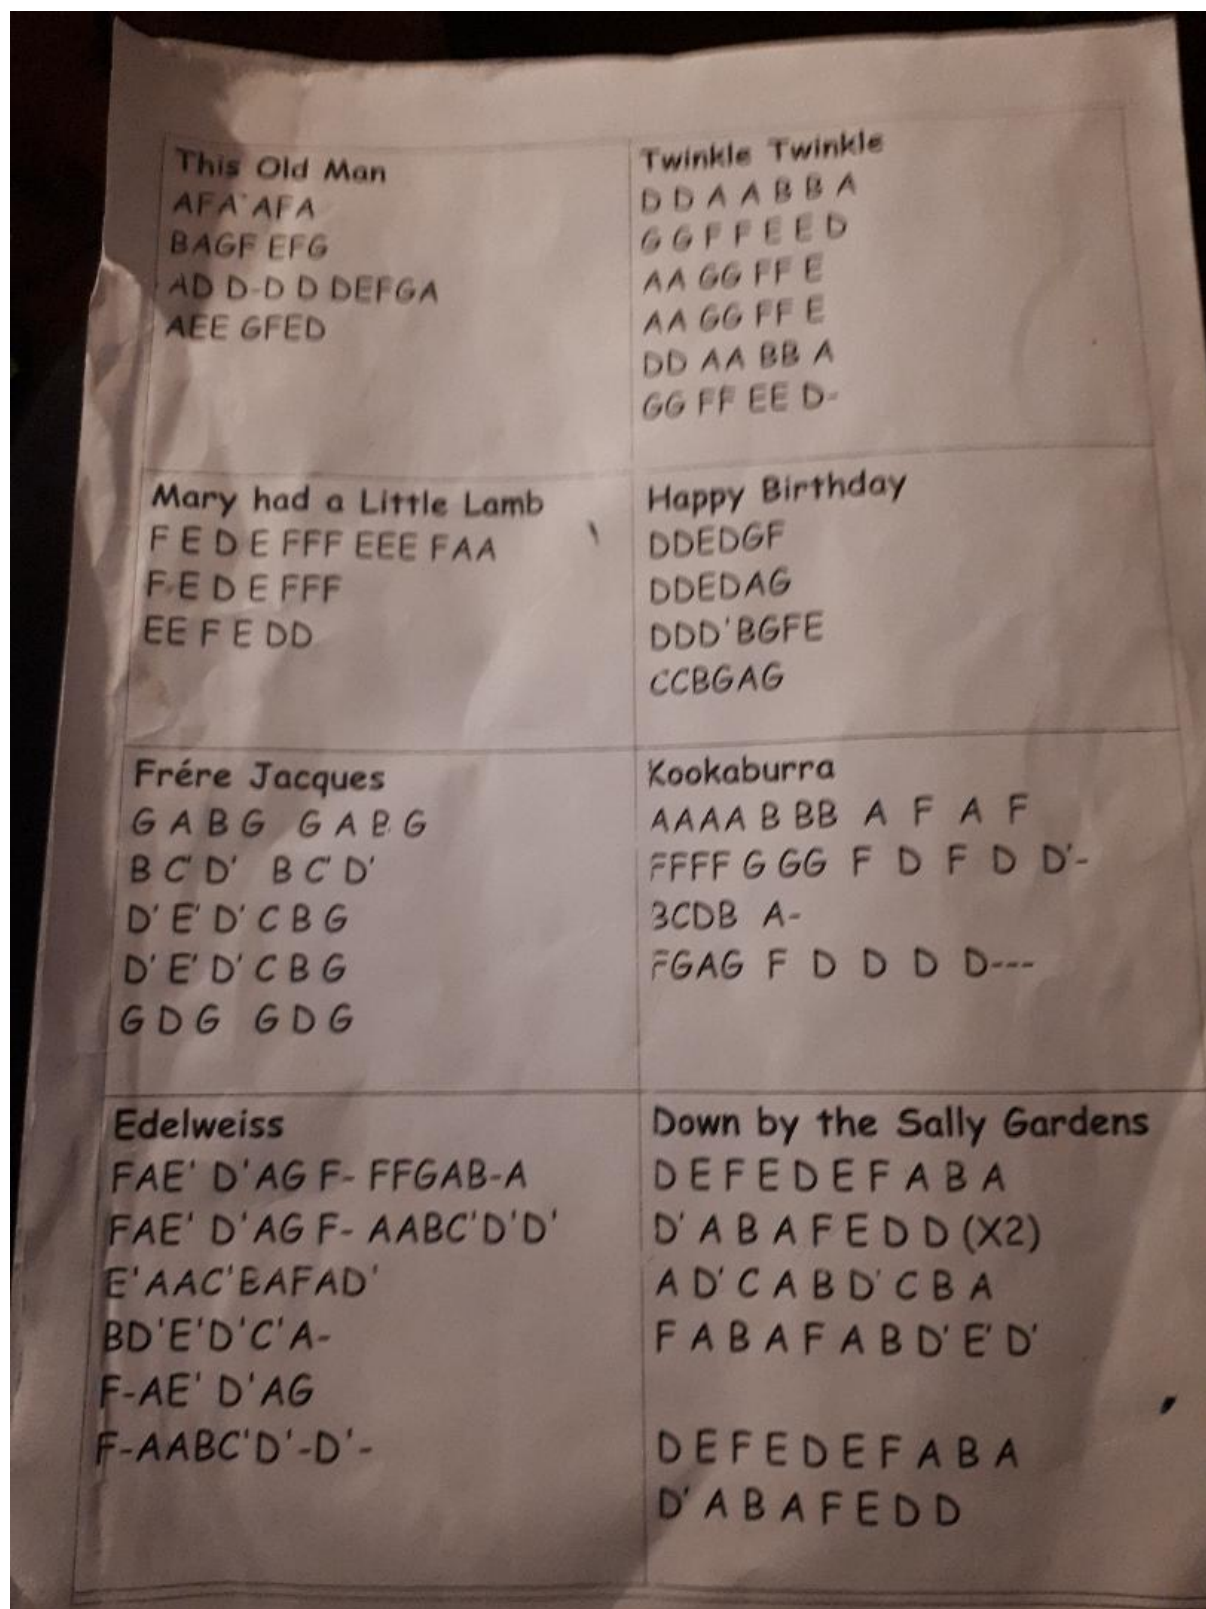 This Old Man
AFA AFA
BAGF EFG
AD D-D D DEFGA
AEE GFED
Twinkle Twinkle
D D A A B B A
G G F F E E D
AA GG FF E
AA GG FF E
DD AA BB A
GG FF EE D-
Mary had a Little Lamb
F E D E FFF EEE FAA
F E D E FFF
EE F E DD
Happy Birthday
DDEDGF
DDEDAG
DDD'BGFE
CCBGAG
Frére Jacques
G A B G G A B G
B C' D' B C' D'
D' E' D' C B G
D' E' D' C B G
G D G G D G
Kookaburra
AAAA B BB A F A F
FFFF G GG F D F D D'-
BCDB A-
FGAG F D D D D---
Edelweiss
FAE' D'AG F- FFGAB-A
FAE' D'AG F- AABC'D'D'
E'AAC'BAFAD'
BD'E'D'C'A-
F-AE' D'AG
F-AABC'D'-D'-
Down by the Sally Gardens
D E F E D E F A B A
D' A B A F E D D (X2)
A D' C A B D' C B A
F A B A F A B D' E' D'
D E F E D E F A B A
D' A B A F E D D